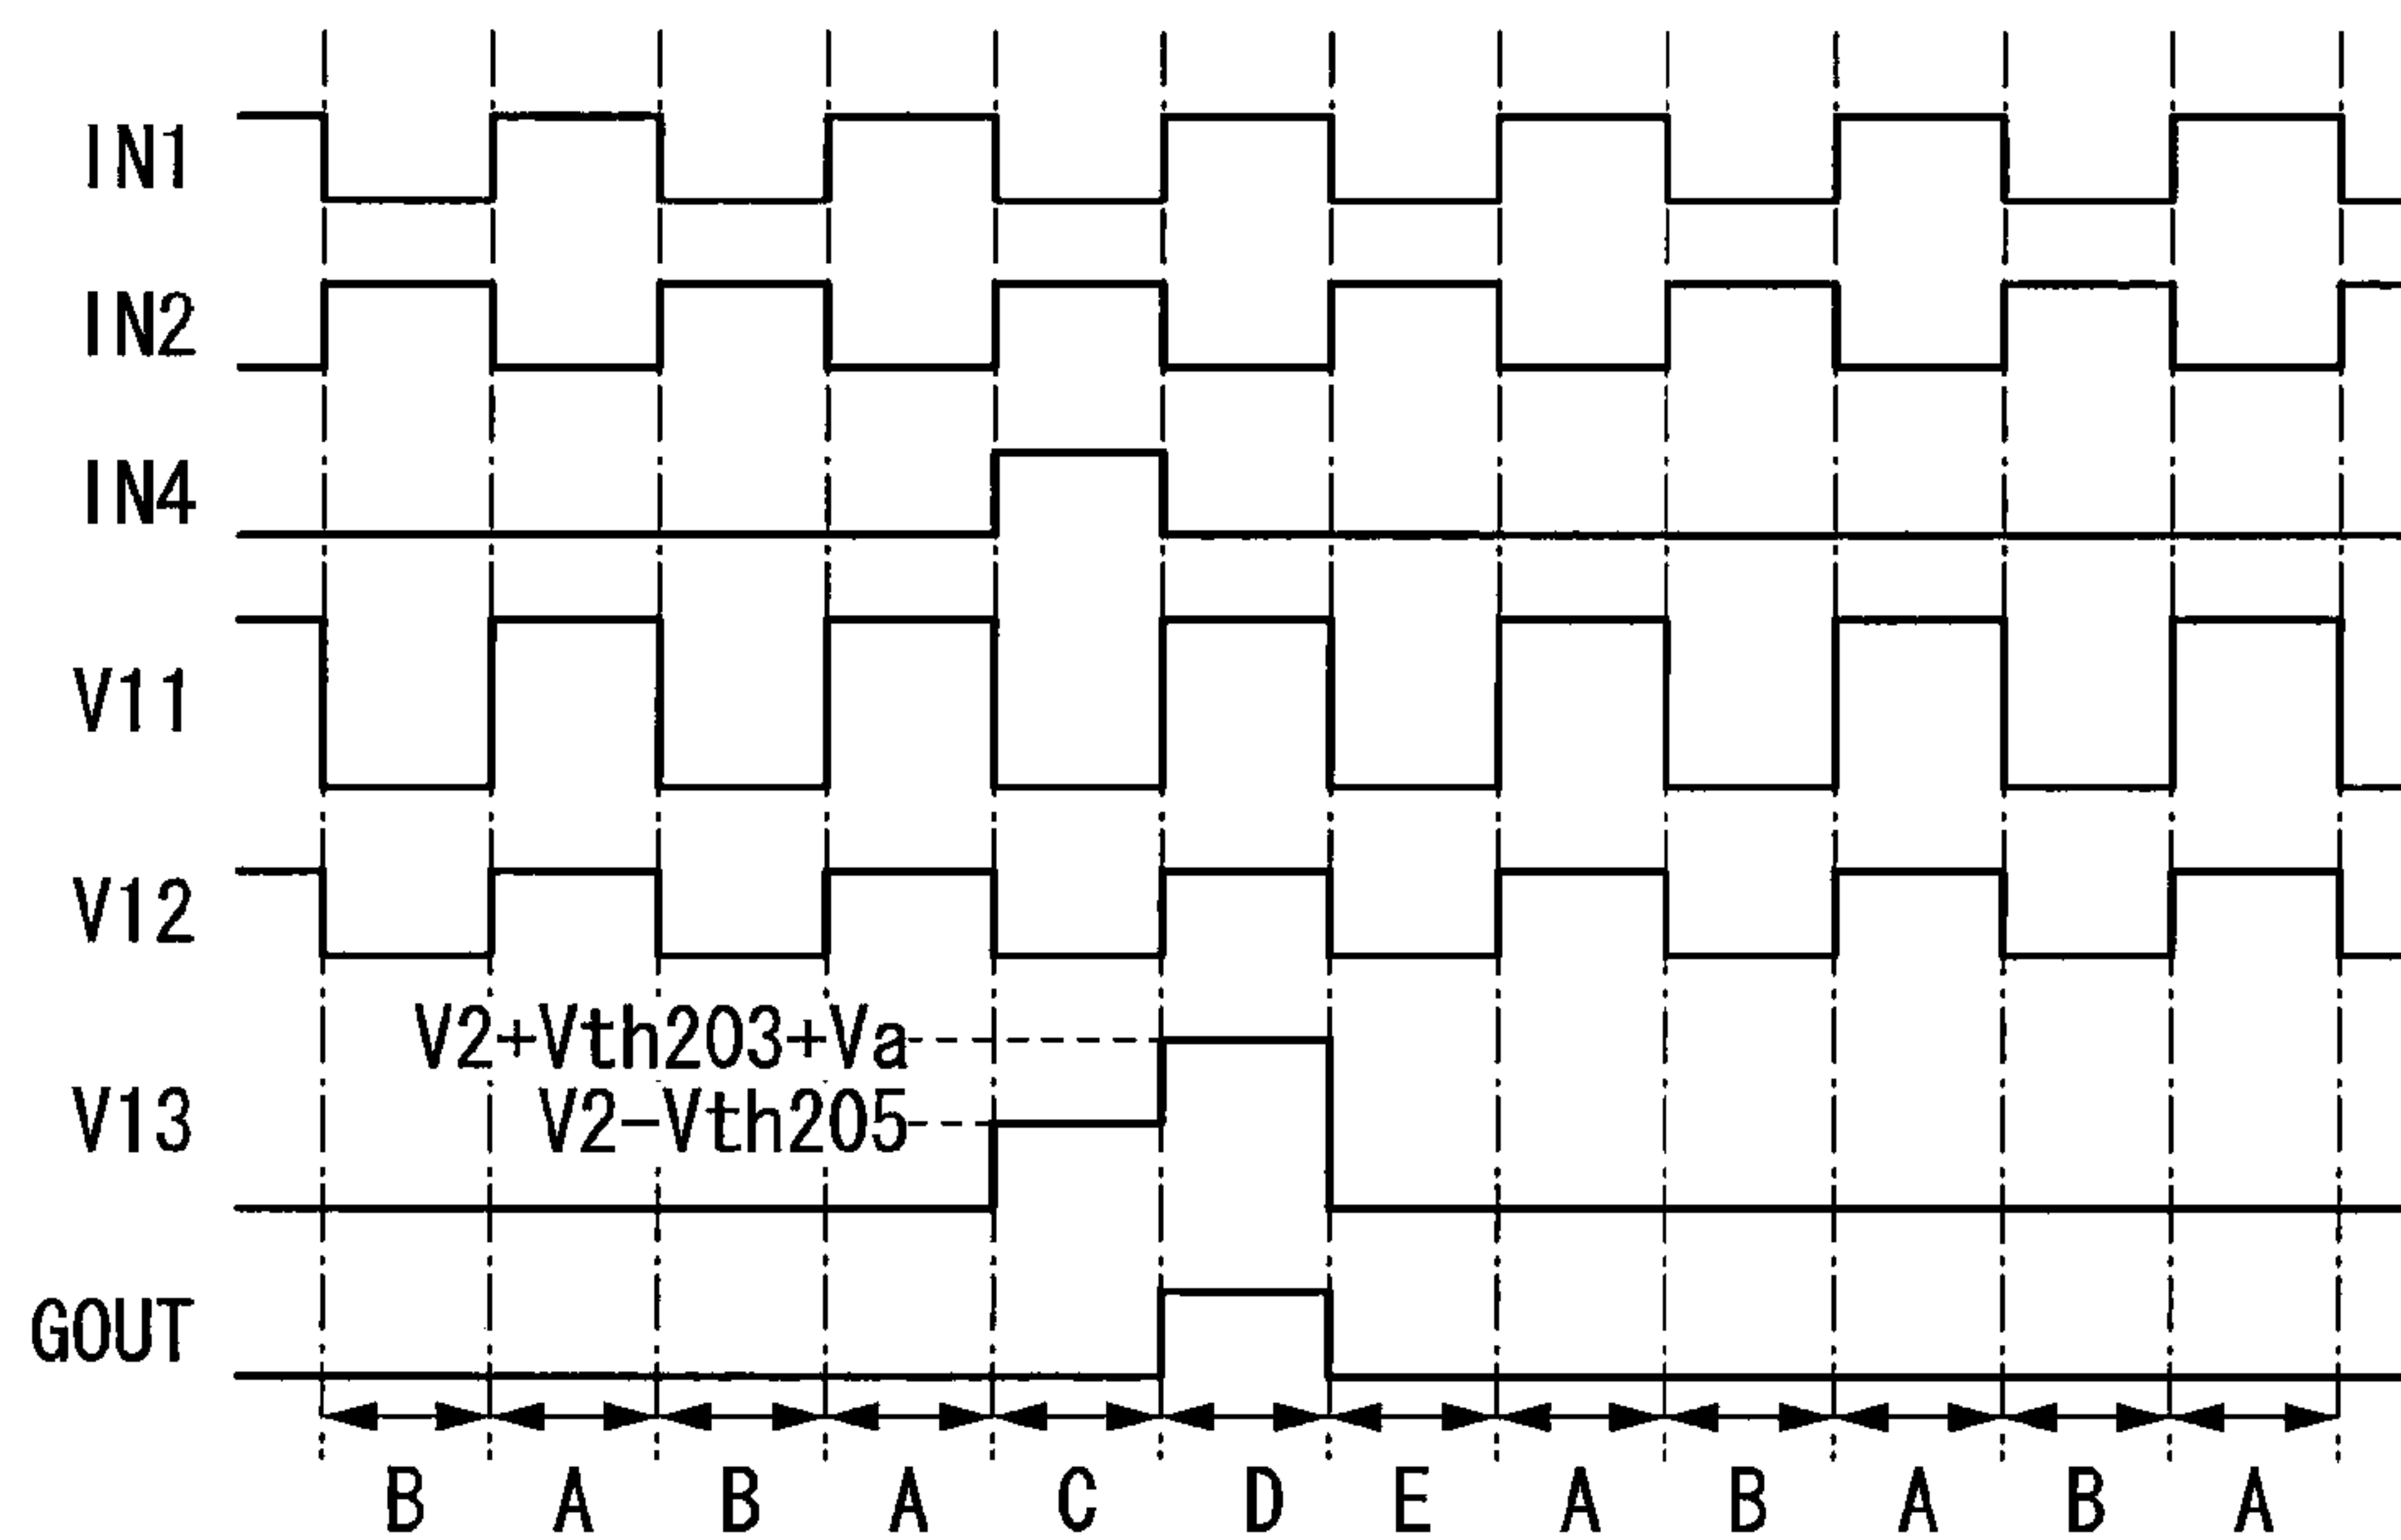 IN1
IN2
IN4
V11
V12
V2+Vth203+Va
V2-Vth205
V13
GOUT
B A B A C D E A B A B A